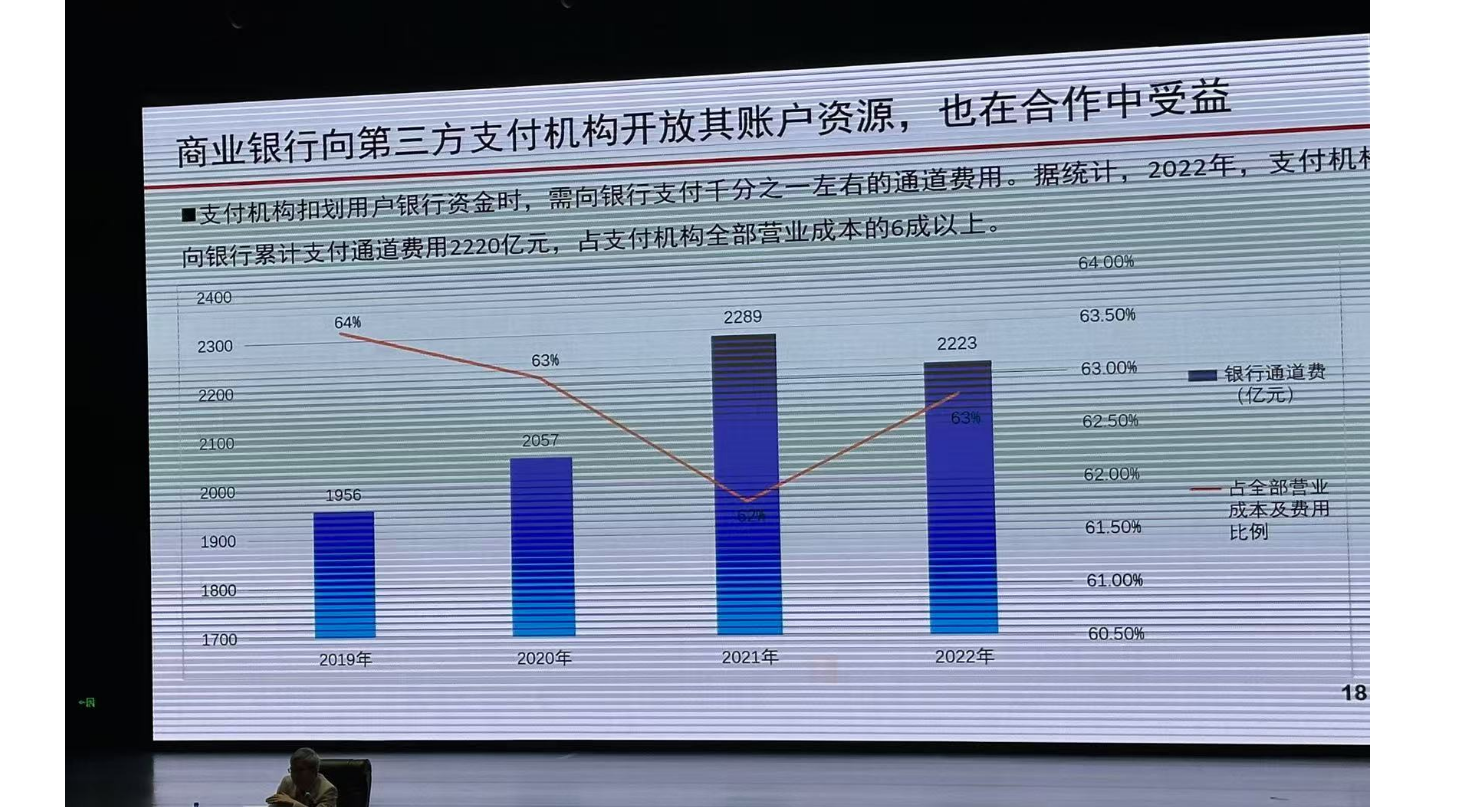 商业银行向第三方支付机构开放其账户资源，也在合作中受益
■支付机构扣划用户银行资金时，需向银行支付千分之一左右的通道费用。据统计，2022年，支付机构
向银行累计支付通道费用2220亿元，占支付机构全部营业成本的6成以上。
2400
2300
2200
2100
2000
1900
1800
1700
64.00%
63.50%
63.00%
62.50%
62.00%
61.50%
61.00%
60.50%
64%
63%
62%
63%
1956
2057
2289
2223
2019年
2020年
2021年
2022年
银行通道费
（亿元）
占全部营业
成本及费用
比例
18